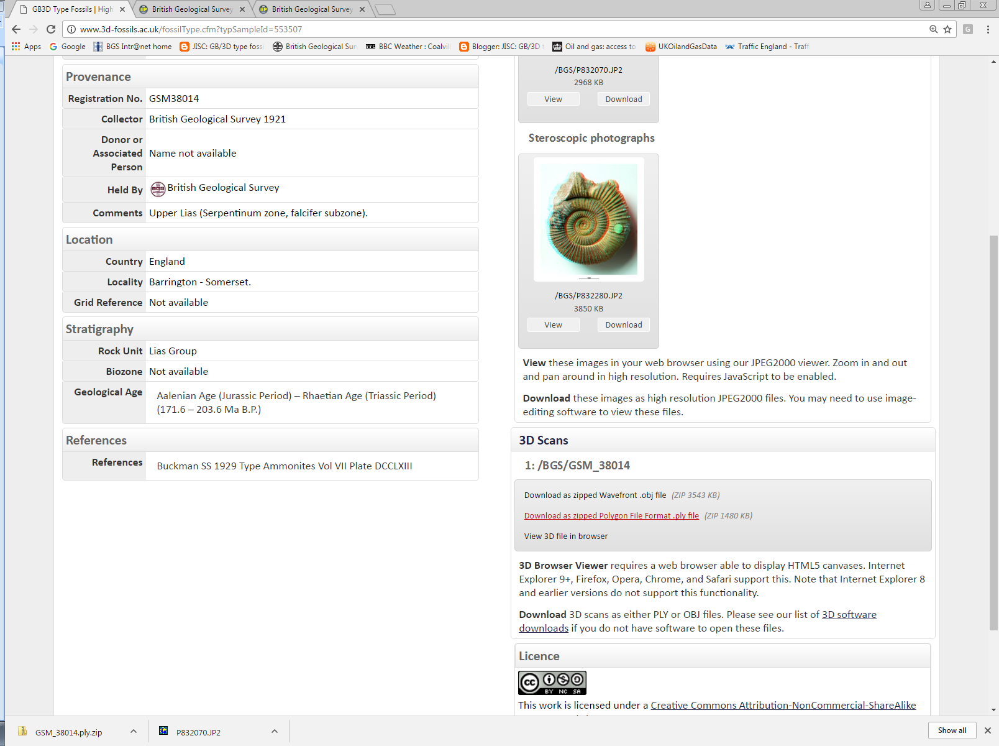 GB3D Type Fossils | High
British Geological Survey
British Geological Survey
www.3d-fossils.ac.uk/fossilType.cfm?typSampleId=553507
G
Apps
Google
BGS Intr@net home
JISC: GB/3D type foss
British Geological Sur
BBC
BBC Weather : Coalvil
Blogger: JISC: GB/3D
Oil and gas: access to
UKOilandGasData
Traffic England - Traf
Provenance
Registration No. GSM38014
Collector British Geological Survey 1921
Donor or
Associated Name not available
Person
Held By British Geological Survey
Comments Upper Lias (Serpentinum zone, falcifer subzone).
Location
Country England
Locality Barrington - Somerset.
Grid Reference Not available
Stratigraphy
Rock Unit Lias Group
Biozone Not available
Geological Age Aalenian Age (Jurassic Period) – Rhaetian Age (Triassic Period)
(171.6 – 203.6 Ma B.P.)
References
References Buckman SS 1929 Type Ammonites Vol VII Plate DCCLXIII
/BGS/P832070.JP2
2968 KB
View Download
Steroscopic photographs
/BGS/P832280.JP2
3850 KB
View Download
View these images in your web browser using our JPEG2000 viewer. Zoom in and out
and pan around in high resolution. Requires JavaScript to be enabled.
Download these images as high resolution JPEG2000 files. You may need to use image-
editing software to view these files.
3D Scans
1: /BGS/GSM_38014
Download as zipped Wavefront .obj file (ZIP 3543 KB)
Download as zipped Polygon File Format .ply file (ZIP 1480 KB)
View 3D file in browser
3D Browser Viewer requires a web browser able to display HTML5 canvases. Internet
Explorer 9+, Firefox, Opera, Chrome, and Safari support this. Note that Internet Explorer 8
and earlier versions do not support this functionality.
Download 3D scans as either PLY or OBJ files. Please see our list of 3D software
downloads if you do not have software to open these files.
Licence
cc BY NC SA
This work is licensed under a Creative Commons Attribution-NonCommercial-ShareAlike
GSM_38014.ply.zip
P832070.JP2
Show all